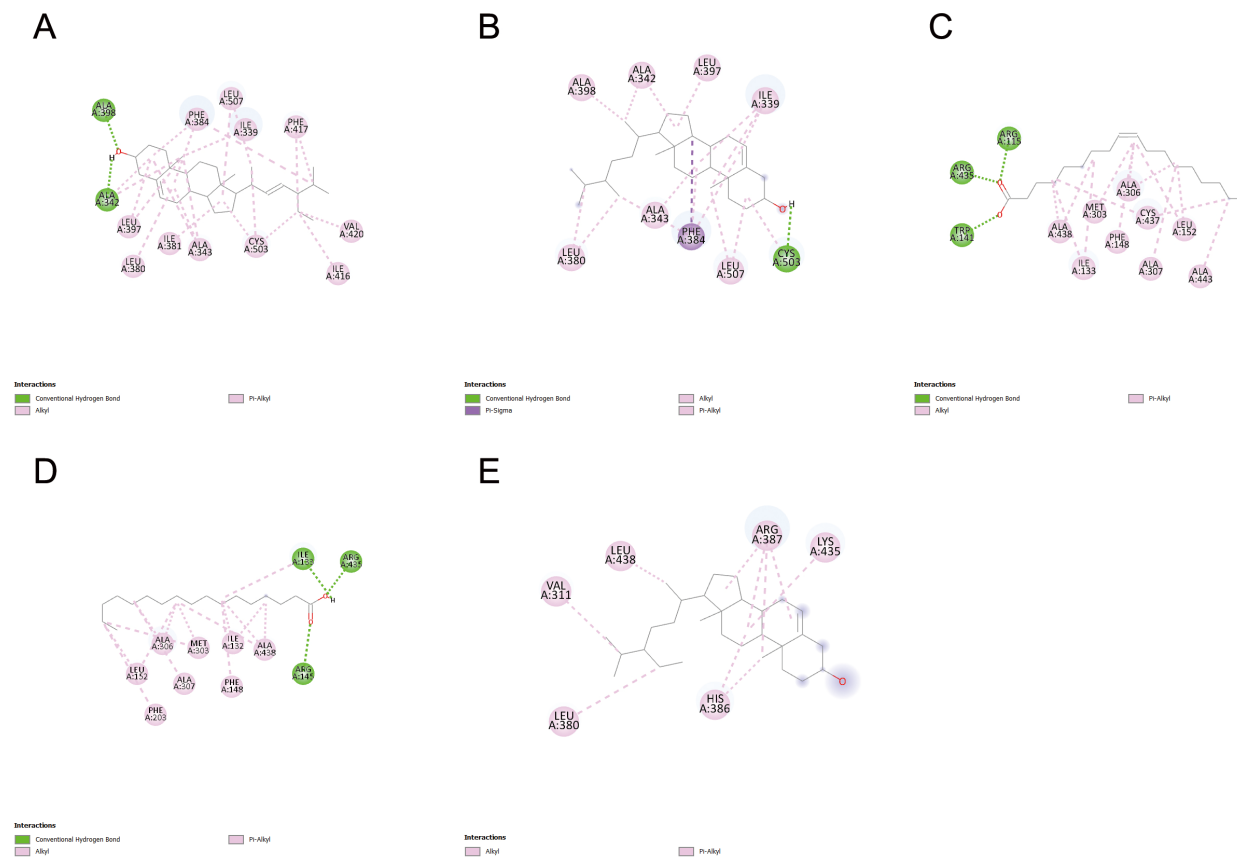 A
ALA
A:398
LEU
A:507
PHE
A:384
ILE
A:339
PHE
A:417
H
O
ALA
A:342
LEU
A:397
ILE
A:381
ALA
A:343
CYS
A:503
VAL
A:420
LEU
A:380
ILE
A:416
Interactions
Conventional Hydrogen Bond
Alkyl
Pi-Alkyl
B
ALA
A:398
ALA
A:342
LEU
A:397
ILE
A:339
H
O
ALA
A:343
PHE
A:384
LEU
A:380
LEU
A:507
CYS
A:503
Interactions
Conventional Hydrogen Bond
Pi-Sigma
Alkyl
Pi-Alkyl
C
ARG
A:115
ARG
A:435
O
O
TRP
A:141
ALA
A:306
MET
A:303
CYS
A:437
ALA
A:438
PHE
A:148
LEU
A:152
ILE
A:133
ALA
A:307
ALA
A:443
Interactions
Conventional Hydrogen Bond
Alkyl
Pi-Alkyl
D
ILE
ARG
A:435
O
H
O
ALA
A:306
MET
A:303
ILE
A:132
ALA
A:438
LEU
A:152
ALA
A:307
PHE
A:148
ARG
A:145
PHE
A:203
Interactions
Conventional Hydrogen Bond
Alkyl
Pi-Alkyl
E
ARG
A:387
LYS
A:435
LEU
A:438
VAL
A:311
O
HIS
A:386
LEU
A:380
Interactions
Alkyl
Pi-Alkyl